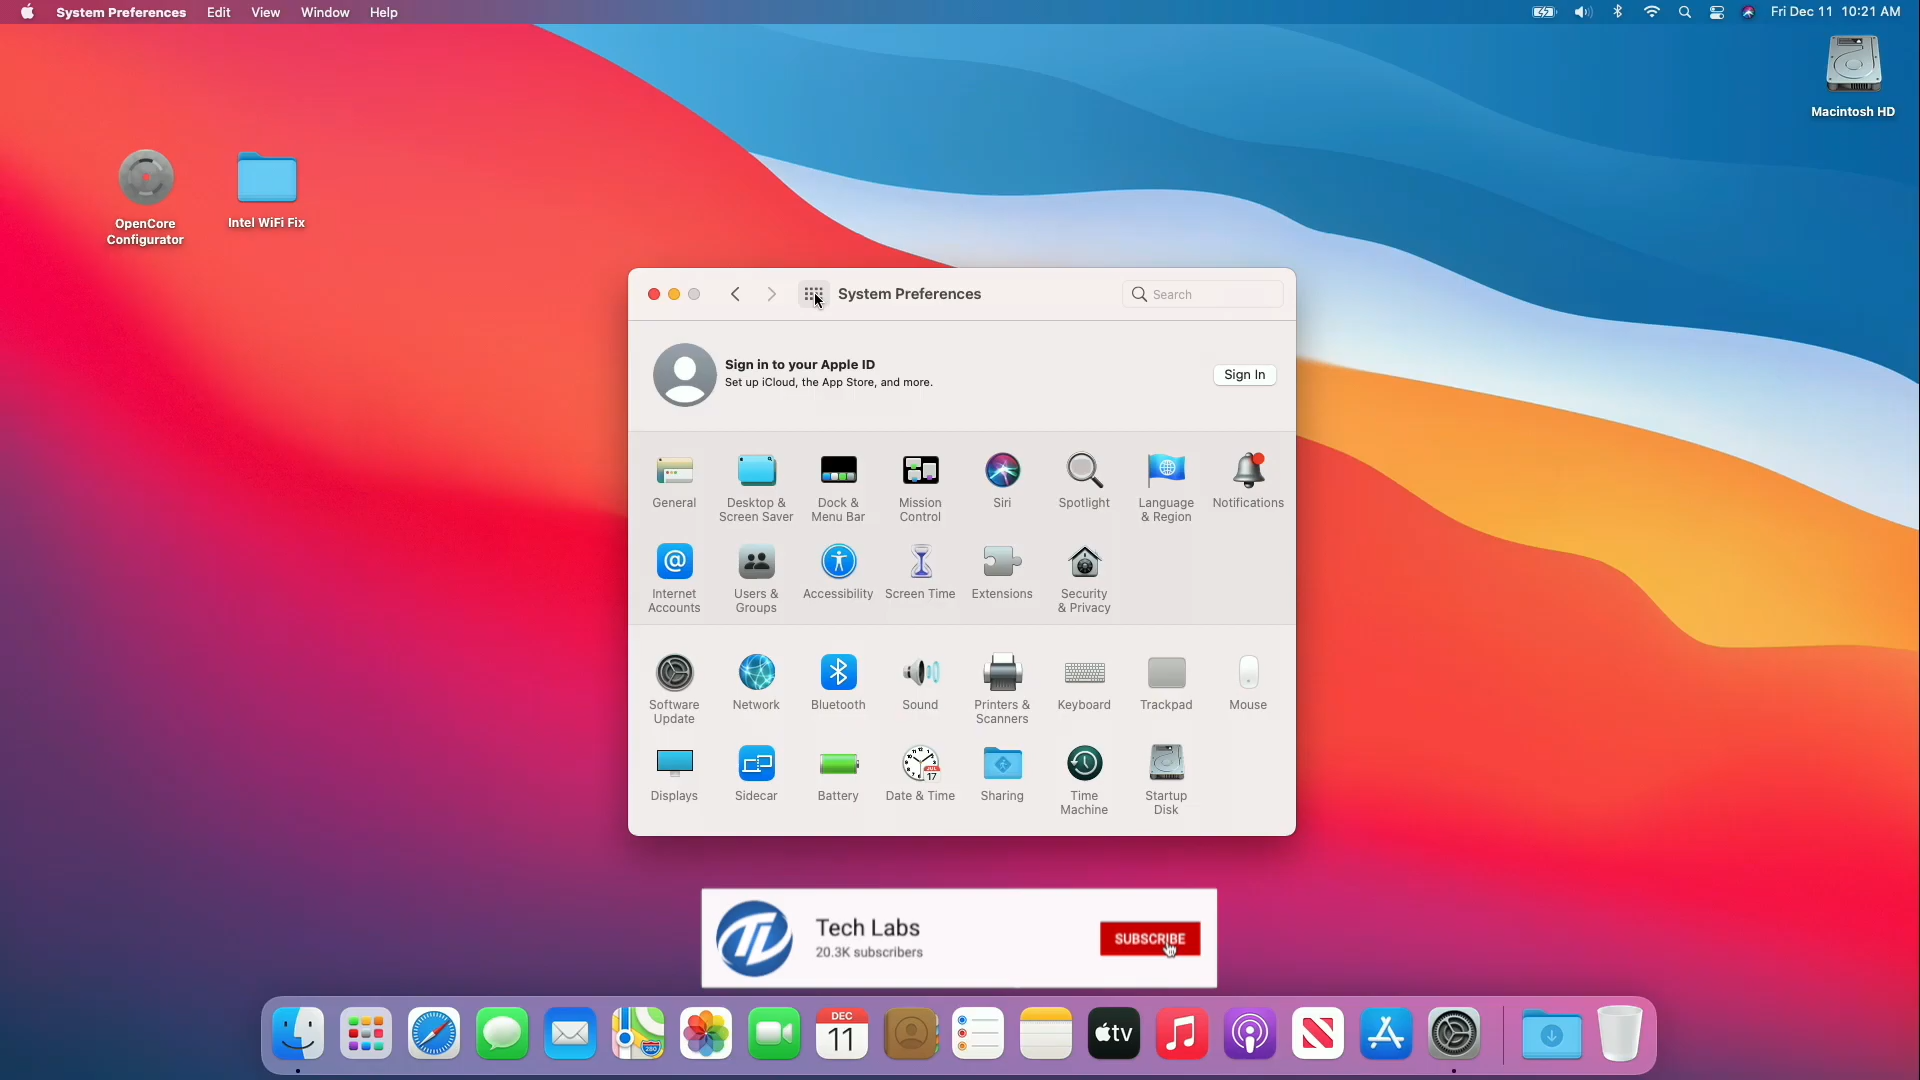 System Preferences Edit View Window Help
Fri Dec 11 10:21 AM
Macintosh HD
OpenCore
Configurator
Intel WiFi Fix
System Preferences
Search
Sign in to your Apple ID
Set up iCloud, the App Store, and more.
Sign In
General
Desktop &
Screen Saver
Dock &
Menu Bar
Mission
Control
Siri
Spotlight
Language
& Region
Notifications
Internet
Accounts
Users &
Groups
Accessibility
Screen Time
Extensions
Security
& Privacy
Software
Update
Network
Bluetooth
Sound
Printers &
Scanners
Keyboard
Trackpad
Mouse
Displays
Sidecar
Battery
JUL
17
Date & Time
Sharing
Time
Machine
Startup
Disk
TL
Tech Labs
20.3K subscribers
SUBSCRIBE
280
DEC
11
tv